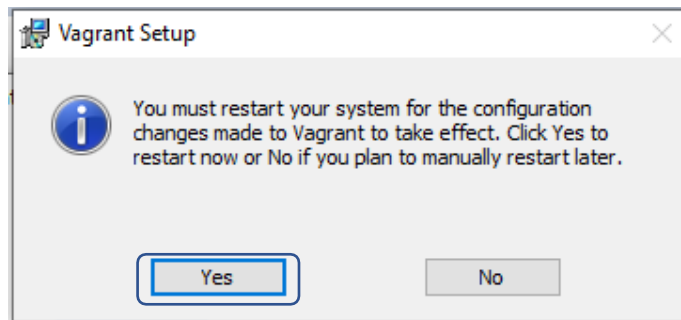 Vagrant Setup
You must restart your system for the configuration
changes made to Vagrant to take effect. Click Yes to
restart now or No if you plan to manually restart later.
Yes
No